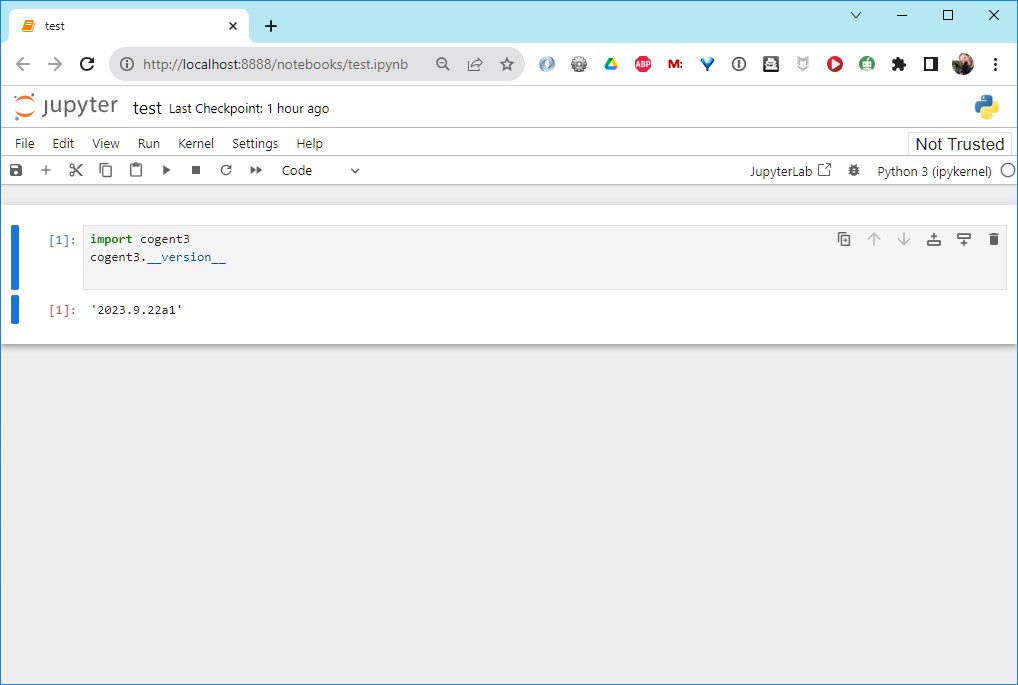 test
http://localhost:8888/notebooks/test.ipynb
ABP
M:
jupyter test Last Checkpoint: 1 hour ago
File Edit View Run Kernel Settings Help Not Trusted
Code JupyterLab Python 3 (ipykernel)
[1]: import cogent3
cogent3.__version__
[1]: '2023.9.22a1'